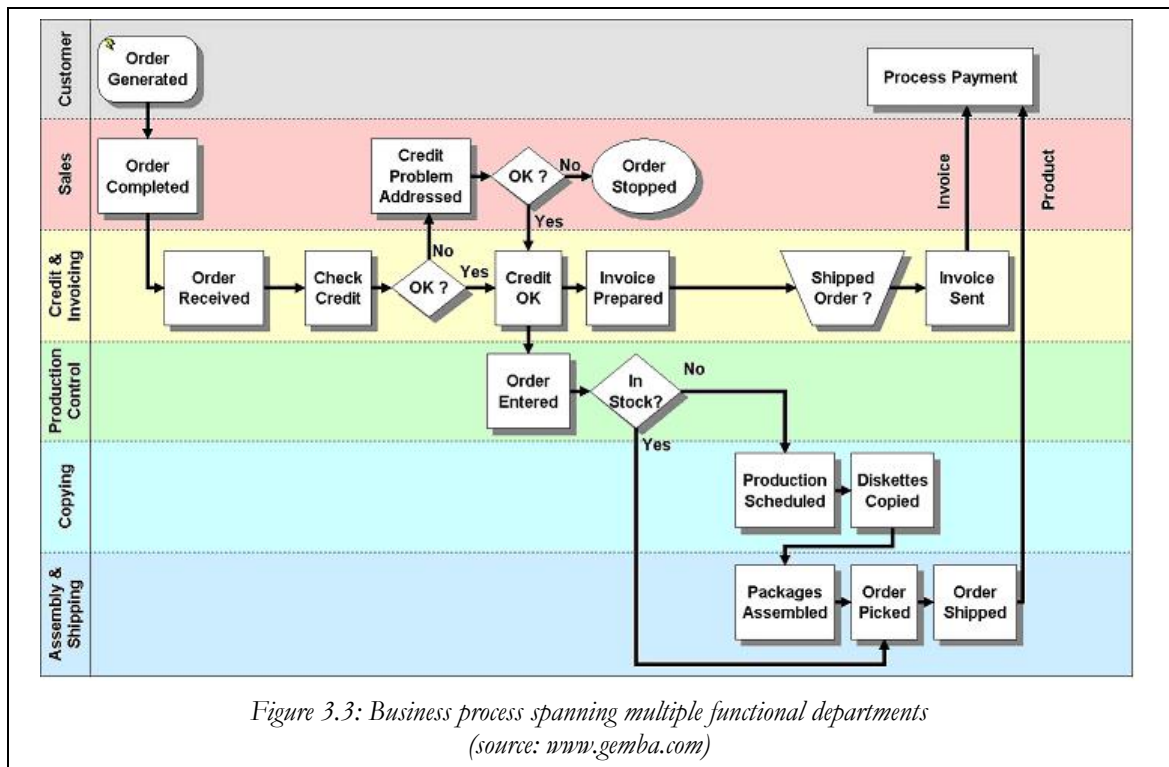 Customer
Order
Generated
Process Payment
Sales
Order
Completed
Credit
Problem
Addressed
OK ?
No
Order
Stopped
Yes
Invoice
Product
Credit &
Invoicing
Order
Received
Check
Credit
OK ?
No
Yes
Credit
OK
Invoice
Prepared
Shipped
Order ?
Invoice
Sent
Production
Control
Order
Entered
In
Stock?
No
Yes
Copying
Production
Scheduled
Diskettes
Copied
Assembly &
Shipping
Packages
Assembled
Order
Picked
Order
Shipped
Figure 3.3: Business process spanning multiple functional departments
(source: www.gemba.com)